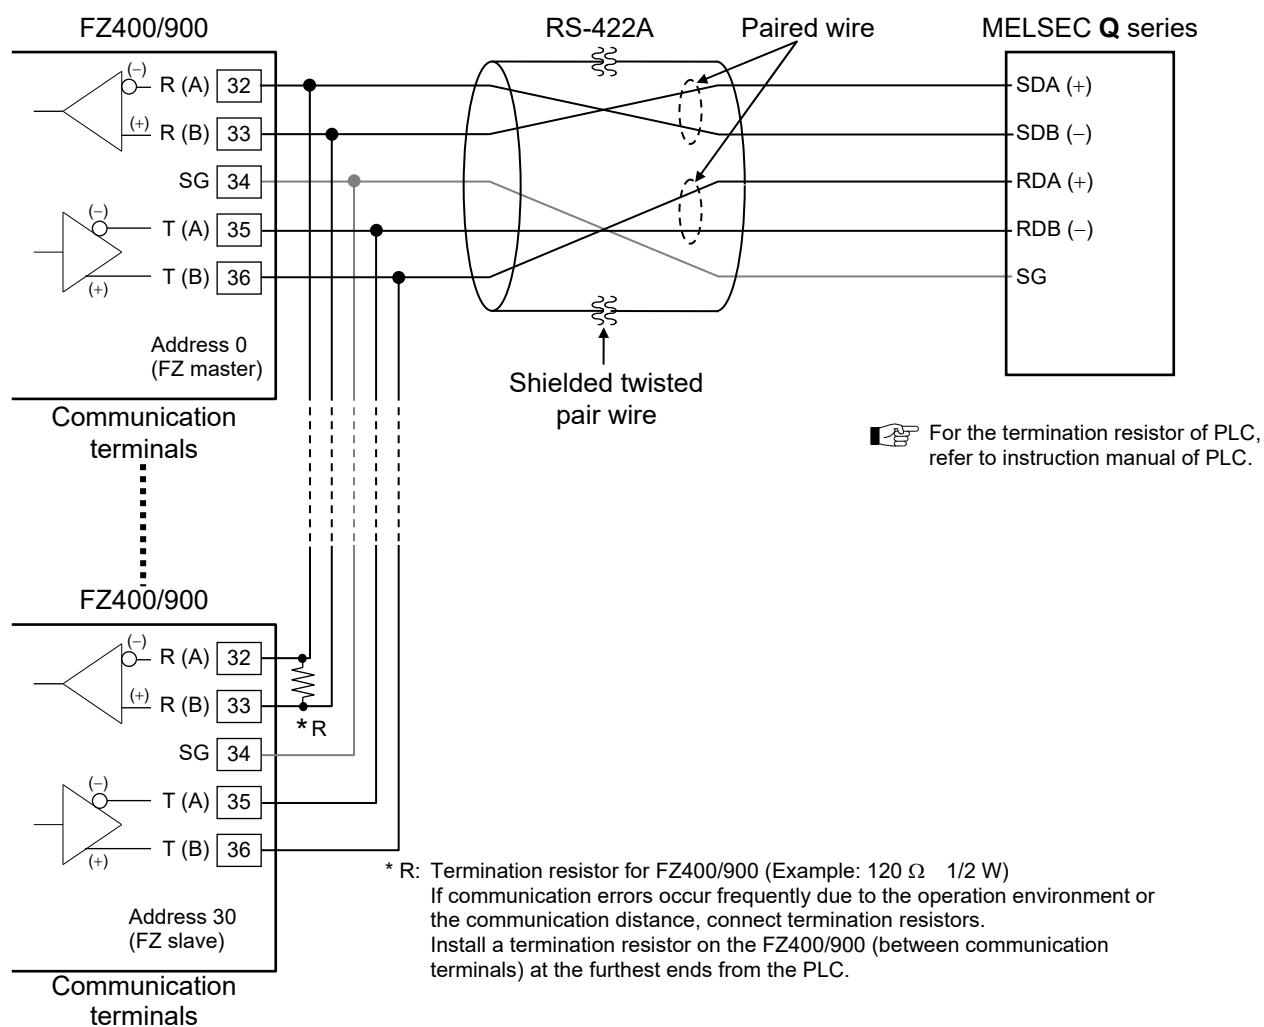 FZ400/900
RS-422A
Paired wire
MELSEC Q series
(−)
R (A) 32
(+)
R (B) 33
SG 34
(−)
T (A) 35
T (B) 36
(+)
Address 0
(FZ master)
Communication
terminals
SDA (+)
SDB (−)
RDA (+)
RDB (−)
SG
Shielded twisted
pair wire
For the termination resistor of PLC,
refer to instruction manual of PLC.
FZ400/900
(−)
R (A) 32
(+)
R (B) 33
* R
SG 34
(−)
T (A) 35
T (B) 36
(+)
Address 30
(FZ slave)
Communication
terminals
* R: Termination resistor for FZ400/900 (Example: 120 Ω 1/2 W)
If communication errors occur frequently due to the operation environment or
the communication distance, connect termination resistors.
Install a termination resistor on the FZ400/900 (between communication
terminals) at the furthest ends from the PLC.